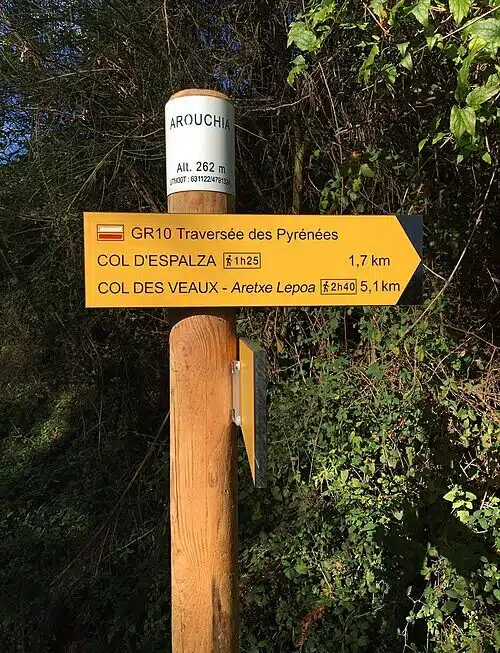 AROUCHIA
Alt. 262 m
GR10 Traversée des Pyrénées
COL D'ESPALZA 1h25 1,7 km
COL DES VEAUX - Aretxe Lepoa 2h40 5,1 km